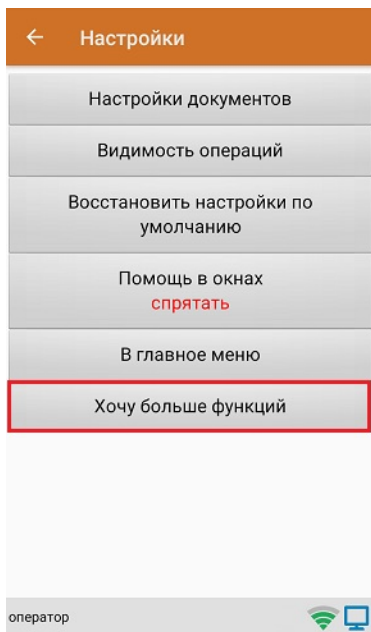 Настройки
Настройки документов
Видимость операций
Восстановить настройки по
умолчанию
Помощь в окнах
спрятать
В главное меню
Хочу больше функций
оператор